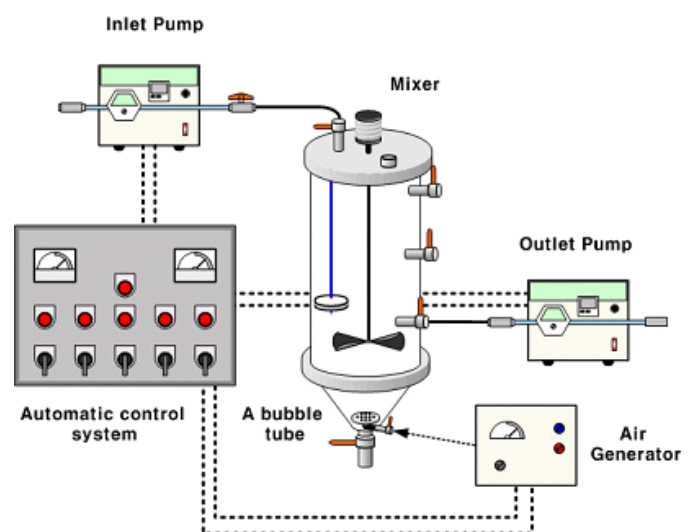 Inlet Pump
Mixer
Outlet Pump
Automatic control
system
A bubble
tube
Air
Generator